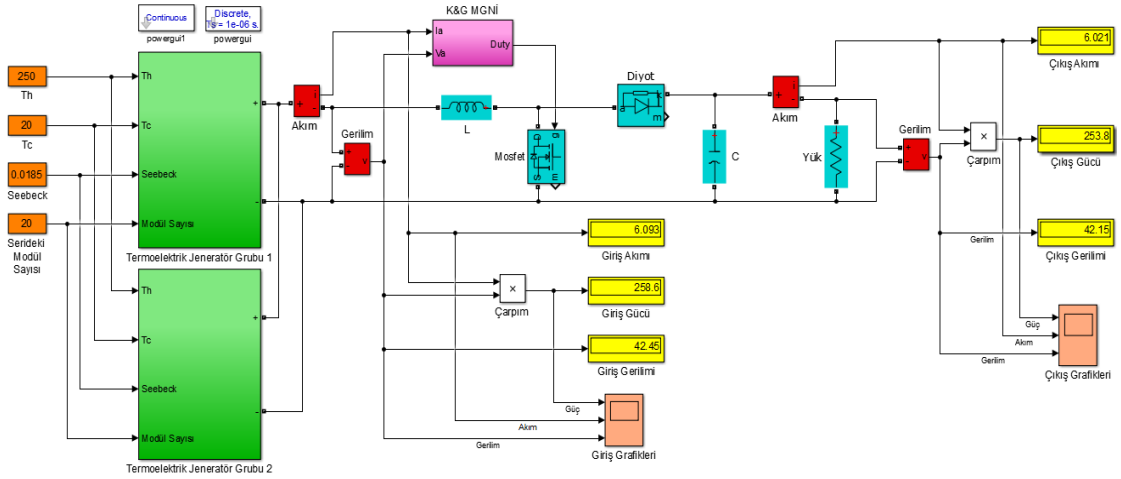 Continuous
powergui1
Discrete,
Ts = 1e-06 s.
powergui
K&G MGNİ
Ia
Va
Duty
250
Th
20
Tc
0.0185
Seebeck
20
Serideki
Modül
Sayısı
Th
Tc
Seebeck
Modül Sayısı
+
-
Termoelektrik Jeneratör Grubu 1
Th
Tc
Seebeck
Modül Sayısı
+
-
Termoelektrik Jeneratör Grubu 2
+
i
-
Akım
Gerilim
+
-
v
L
Mosfet
g
D
S
m
Diyot
a
k
m
+
C
+
i
-
Akım
+
Yük
Gerilim
+
-
v
×
Çarpım
6.021
Çıkış Akımı
253.8
Çıkış Gücü
42.15
Çıkış Gerilimi
Gerilim
Güç
Akım
Gerilim
Çıkış Grafikleri
6.093
Giriş Akımı
×
Çarpım
258.6
Giriş Gücü
42.45
Giriş Gerilimi
Güç
Akım
Gerilim
Giriş Grafikleri